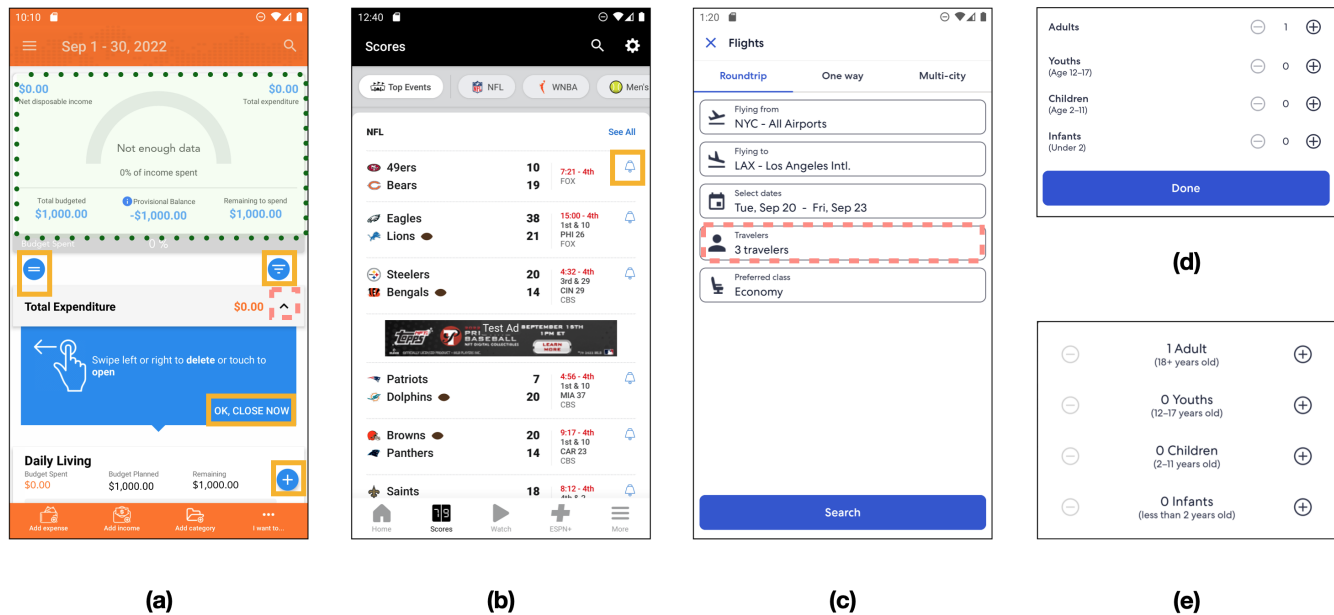 10:10
Sep 1 - 30, 2022
$0.00
$0.00
Net disposable income
Total expenditure
Not enough data
0% of income spent
Total budgeted
Provisional Balance
Remaining to spend
$1,000.00
-$1,000.00
$1,000.00
Budget Spent
0 %
Total Expenditure
$0.00
Swipe left or right to delete or touch to
open
OK, CLOSE NOW
Daily Living
Budget Spent
Budget Planned
Remaining
$0.00
$1,000.00
$1,000.00
Add expense
Add income
Add category
I want to...
(a)
12:40
Scores
Top Events
NFL
WNBA
Men's
NFL
See All
49ers 10
7:21 - 4th
Bears 19
FOX
Eagles 38
15:00 - 4th
1st & 10
Lions 21
PHI 26
FOX
Steelers 20
4:32 - 4th
3rd & 29
Bengals 14
CIN 29
CBS
Test Ad
SEPTEMBER 15TH
1PM ET
BASEBALL
LEARN
MORE
Patriots 7
4:56 - 4th
1st & 10
Dolphins 20
MIA 37
CBS
Browns 20
9:17 - 4th
1st & 10
Panthers 14
CAR 23
CBS
Saints 18
8:12 - 4th
Home
Scores
Watch
ESPN+
More
(b)
1:20
Flights
Roundtrip
One way
Multi-city
Flying from
NYC - All Airports
Flying to
LAX - Los Angeles Intl.
Select dates
Tue, Sep 20 - Fri, Sep 23
Travelers
3 travelers
Preferred class
Economy
Search
(c)
Adults
1
Youths
(Age 12–17)
0
Children
(Age 2–11)
0
Infants
(Under 2)
0
Done
(d)
1 Adult
(18+ years old)
0 Youths
(12–17 years old)
0 Children
(2–11 years old)
0 Infants
(less than 2 years old)
(e)